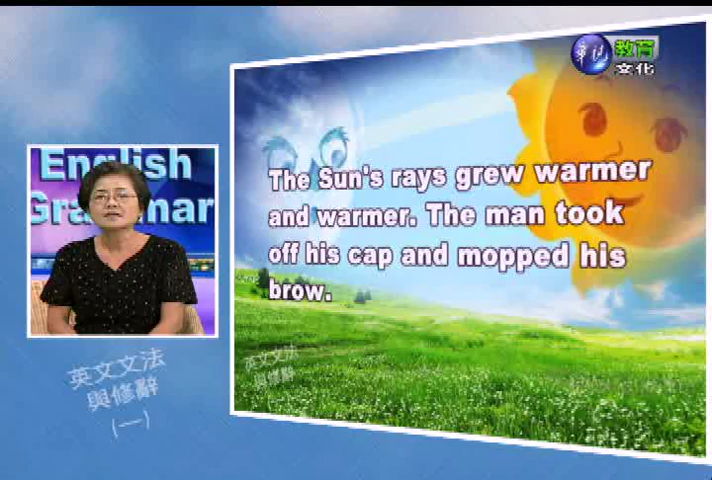 華視
教育
文化
English
Grammar
The Sun's rays grew warmer
and warmer. The man took
off his cap and mopped his
brow.
英文文法
與修辭
英文文法
與修辭
(一)